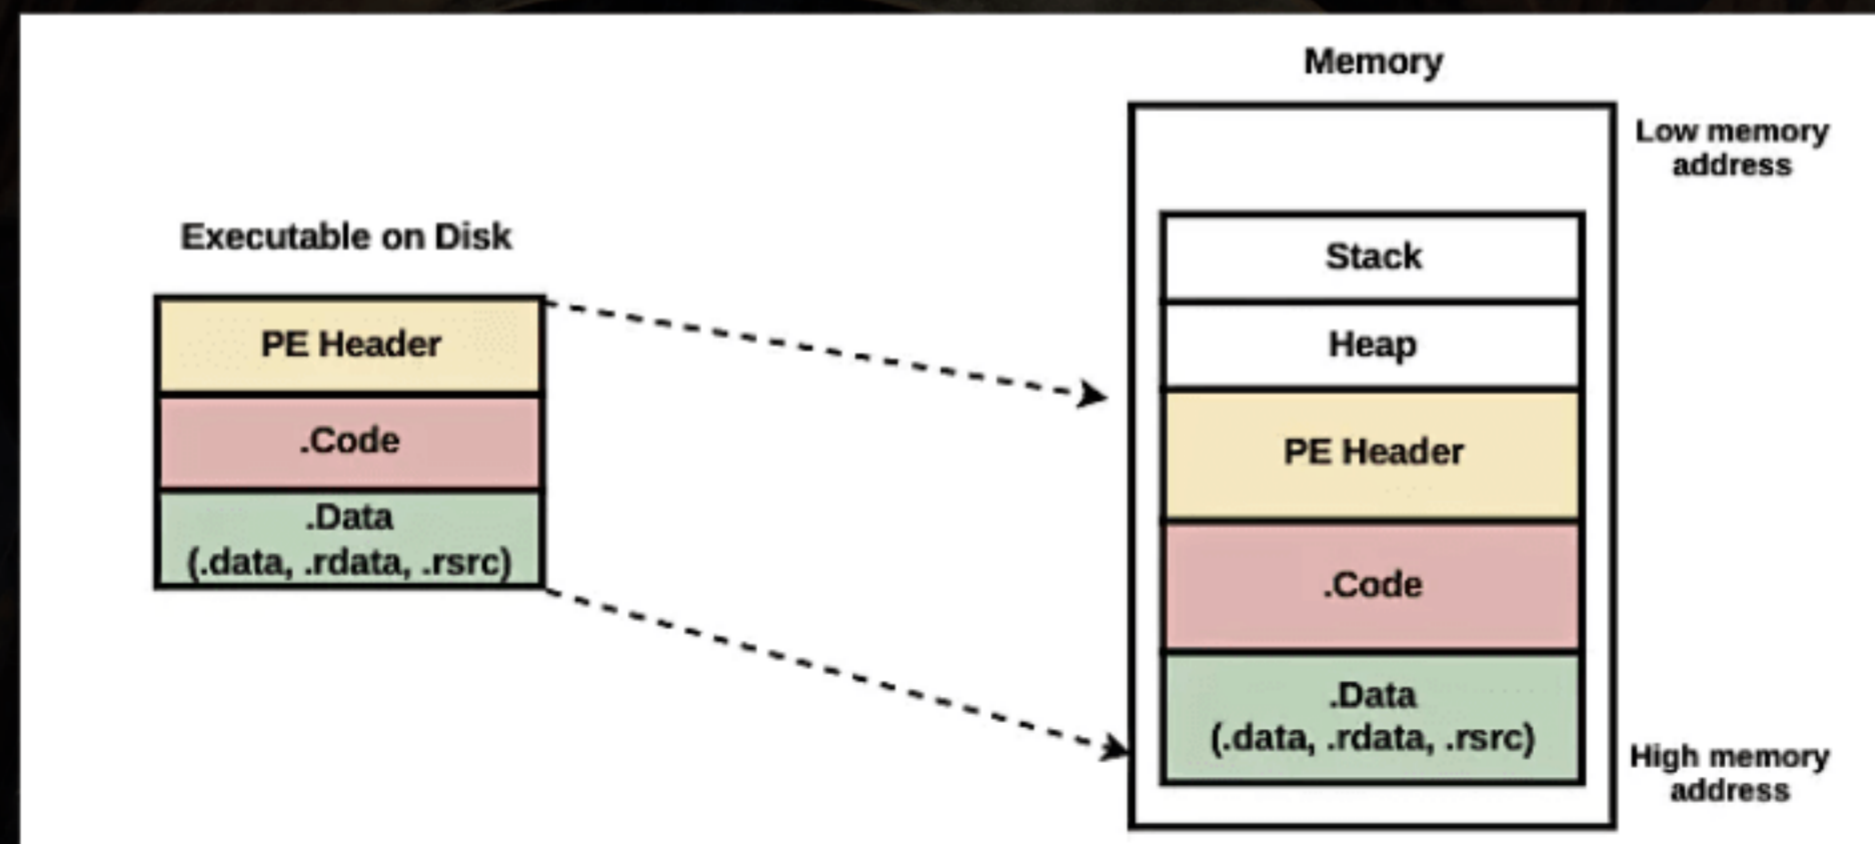 Executable on Disk
PE Header
.Code
.Data
(.data, .rdata, .rsrc)
Memory
Low memory
address
Stack
Heap
PE Header
.Code
.Data
(.data, .rdata, .rsrc)
High memory
address